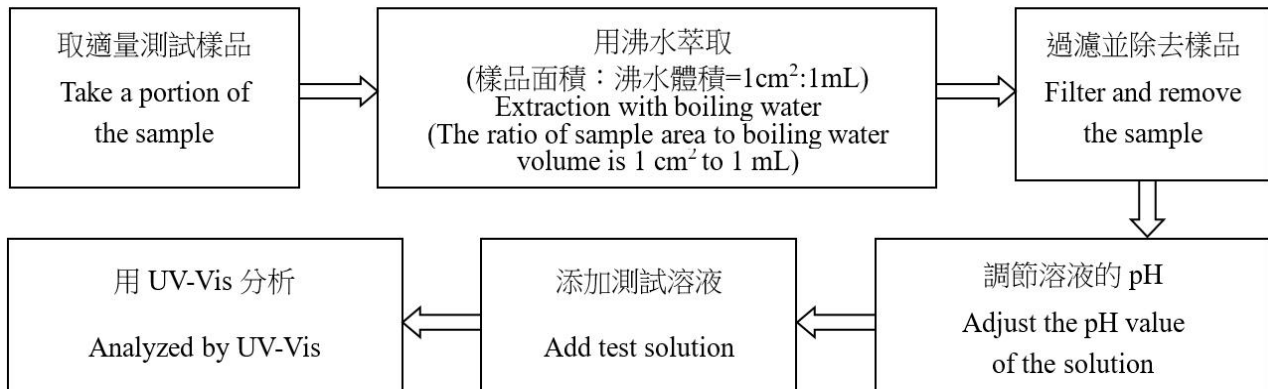 取適量測試樣品
Take a portion of
the sample
用沸水萃取
(樣品面積：沸水體積=1cm²:1mL)
Extraction with boiling water
(The ratio of sample area to boiling water
volume is 1 cm² to 1 mL)
過濾並除去樣品
Filter and remove
the sample
調節溶液的 pH
Adjust the pH value
of the solution
添加測試溶液
Add test solution
用 UV-Vis 分析
Analyzed by UV-Vis